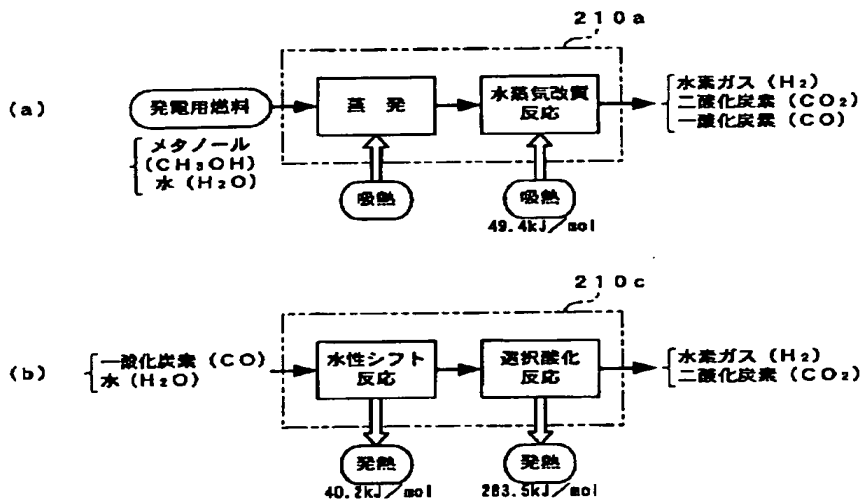 210a
(a)
発電用燃料
メタノール
(CH3OH)
水 (H2O)
蒸 発
水蒸気改質
反応
吸熱
吸熱
49.4kJ/mol
水素ガス (H2)
二酸化炭素 (CO2)
一酸化炭素 (CO)
210c
(b)
一酸化炭素 (CO)
水 (H2O)
水性シフト
反応
選択酸化
反応
発熱
40.2kJ/mol
発熱
283.5kJ/mol
水素ガス (H2)
二酸化炭素 (CO2)